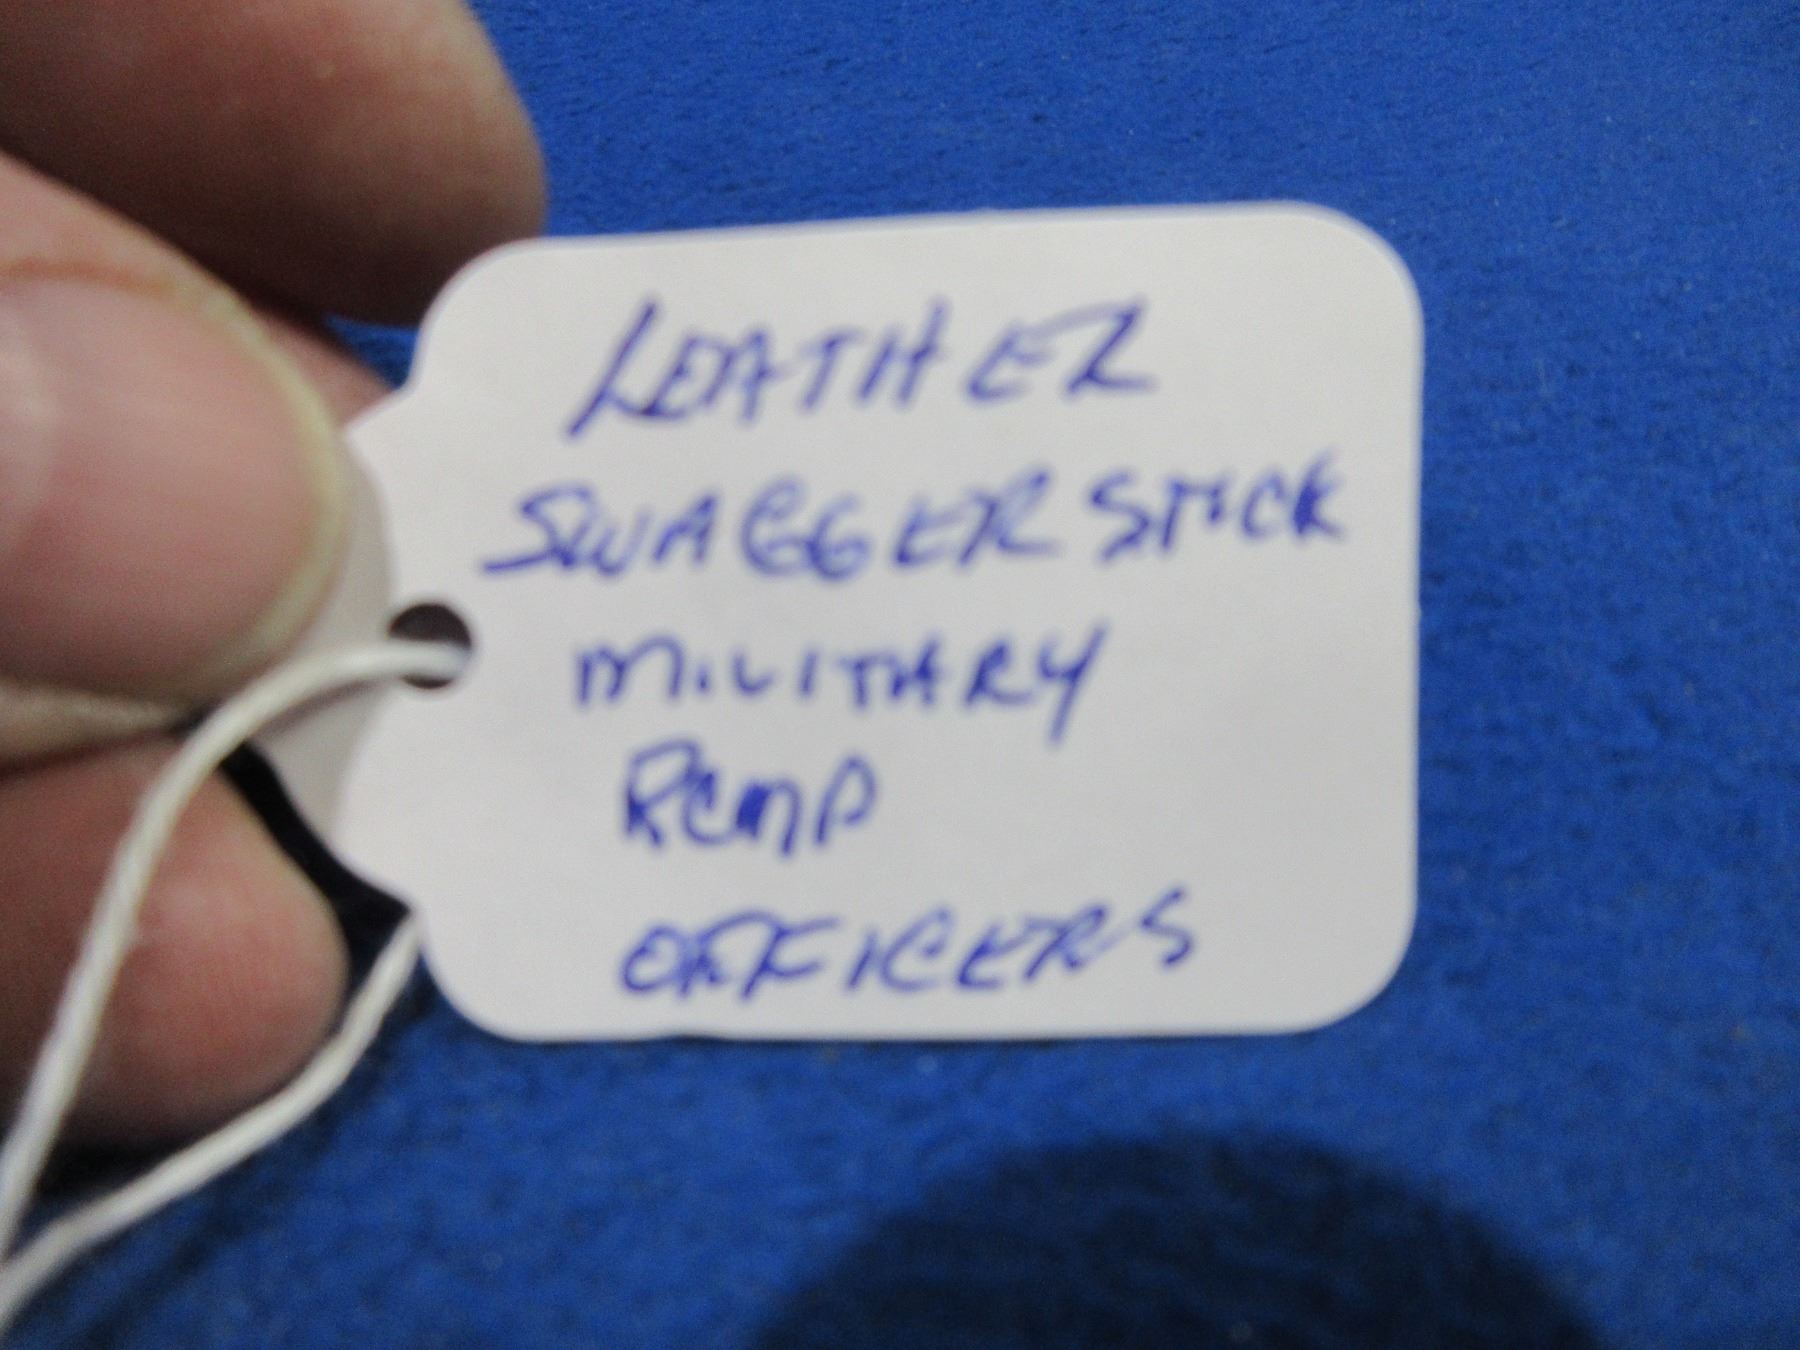 LEATHER
SWAGGER STICK
MILITARY
RCMP
OFFICERS